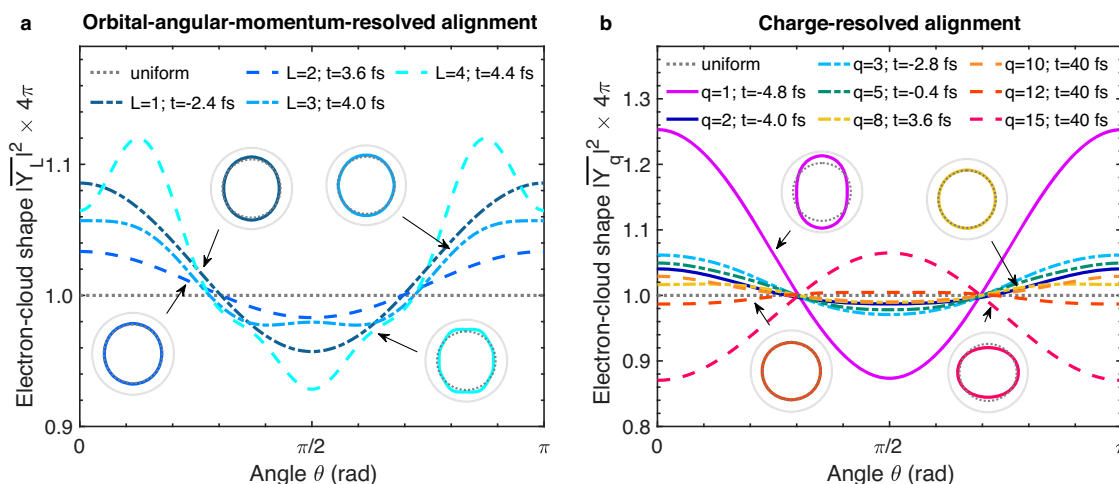 a Orbital-angular-momentum-resolved alignment
Electron-cloud shape |Y_L|² × 4π
uniform
L=1; t=-2.4 fs
L=2; t=3.6 fs
L=3; t=4.0 fs
L=4; t=4.4 fs
1.1
1.0
0.9
0
π/2
π
Angle θ (rad)
b Charge-resolved alignment
Electron-cloud shape |Y_q|² × 4π
uniform
q=1; t=-4.8 fs
q=2; t=-4.0 fs
q=3; t=-2.8 fs
q=5; t=-0.4 fs
q=8; t=3.6 fs
q=10; t=40 fs
q=12; t=40 fs
q=15; t=40 fs
1.3
1.2
1.1
1.0
0.9
0.8
0
π/2
π
Angle θ (rad)